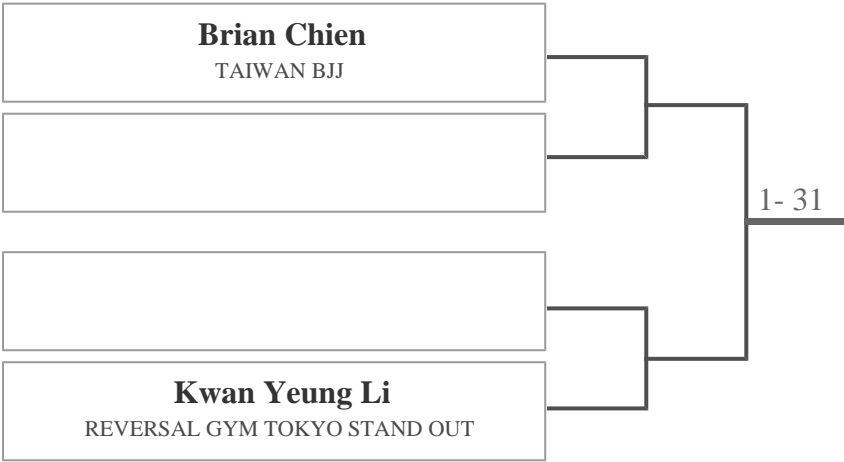 Brian Chien
TAIWAN BJJ
1- 31
Kwan Yeung Li
REVERSAL GYM TOKYO STAND OUT